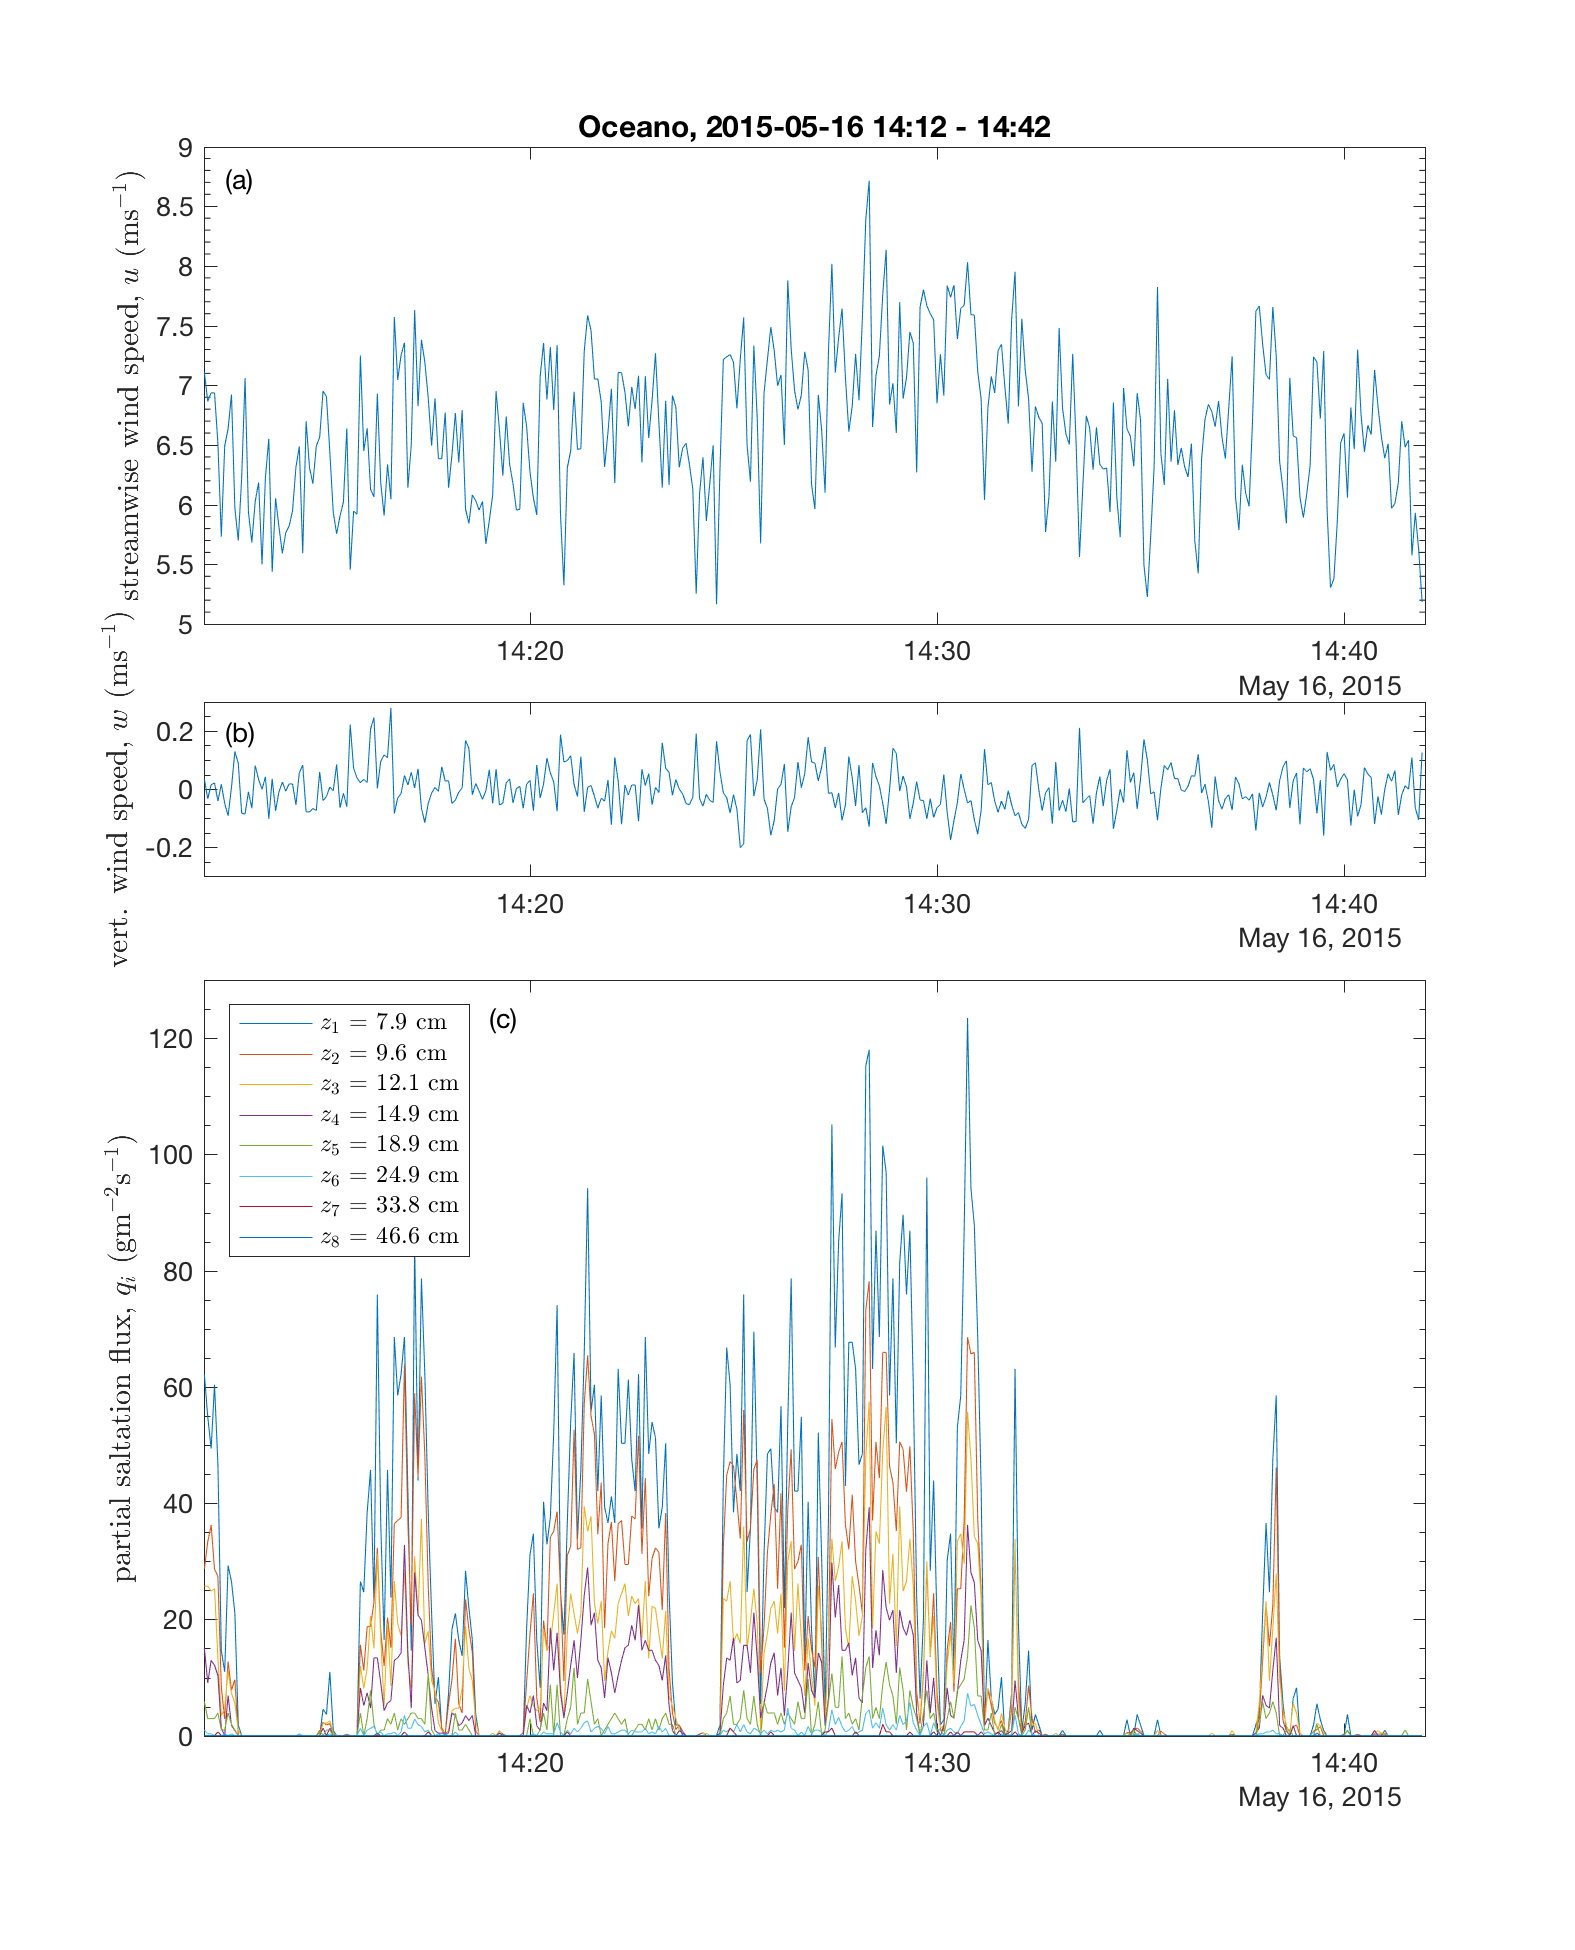 Oceano, 2015-05-16 14:12 - 14:42
(a)
streamwise wind speed, u (ms⁻¹)
9
8.5
8
7.5
7
6.5
6
5.5
5
14:20 14:30 14:40
May 16, 2015
(b)
vert. wind speed, w (ms⁻¹)
0.2
0
-0.2
14:20 14:30 14:40
May 16, 2015
(c)
partial saltation flux, qᵢ (gm⁻²s⁻¹)
z₁ = 7.9 cm
z₂ = 9.6 cm
z₃ = 12.1 cm
z₄ = 14.9 cm
z₅ = 18.9 cm
z₆ = 24.9 cm
z₇ = 33.8 cm
z₈ = 46.6 cm
120
100
80
60
40
20
0
14:20 14:30 14:40
May 16, 2015